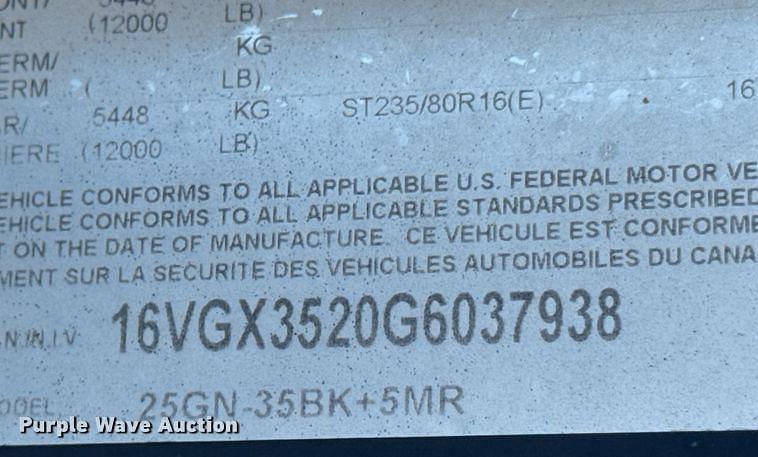 NT (12000 LB)
KG
ERM/
ERM ( LB)
R/ 5448 KG ST235/80R16(E) 16
IERE (12000 LB)
EHICLE CONFORMS TO ALL APPLICABLE U.S. FEDERAL MOTOR VE
EHICLE CONFORMS TO ALL APPLICABLE STANDARDS PRESCRIBED
T ON THE DATE OF MANUFACTURE. CE VEHICULE EST CONFORME
MENT SUR LA SECURITE DES VEHICULES AUTOMOBILES DU CANA
N./N.I.V. 16VGX3520G6037938
ODEL, 25GN-35BK+5MR
Purple Wave Auction